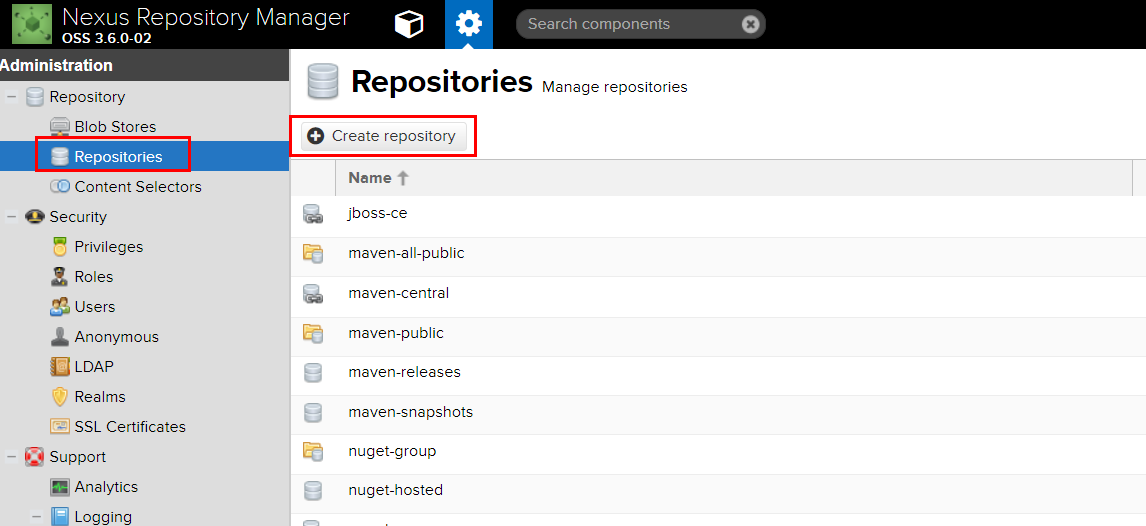 Nexus Repository Manager
OSS 3.6.0-02
Search components
Administration
Repository
Blob Stores
Repositories
Content Selectors
Security
Privileges
Roles
Users
Anonymous
LDAP
Realms
SSL Certificates
Support
Analytics
Logging
Repositories Manage repositories
Create repository
Name
jboss-ce
maven-all-public
maven-central
maven-public
maven-releases
maven-snapshots
nuget-group
nuget-hosted